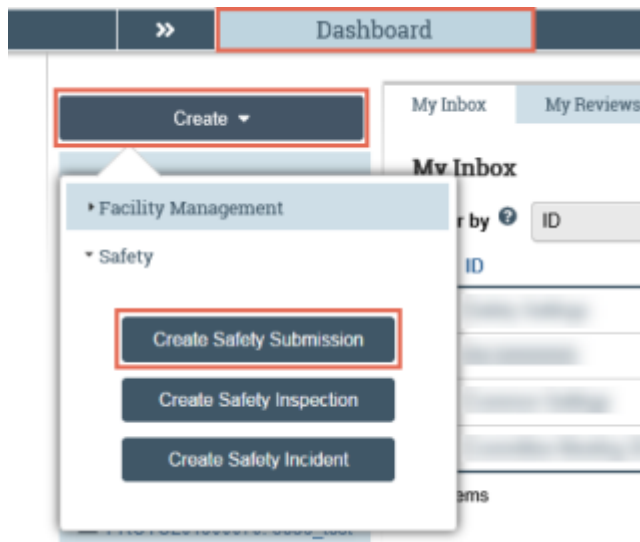 » Dashboard
Create
My Inbox My Reviews
My Inbox
Facility Management
r by ? ID
Safety
ID
Create Safety Submission
Create Safety Inspection
Create Safety Incident
ems